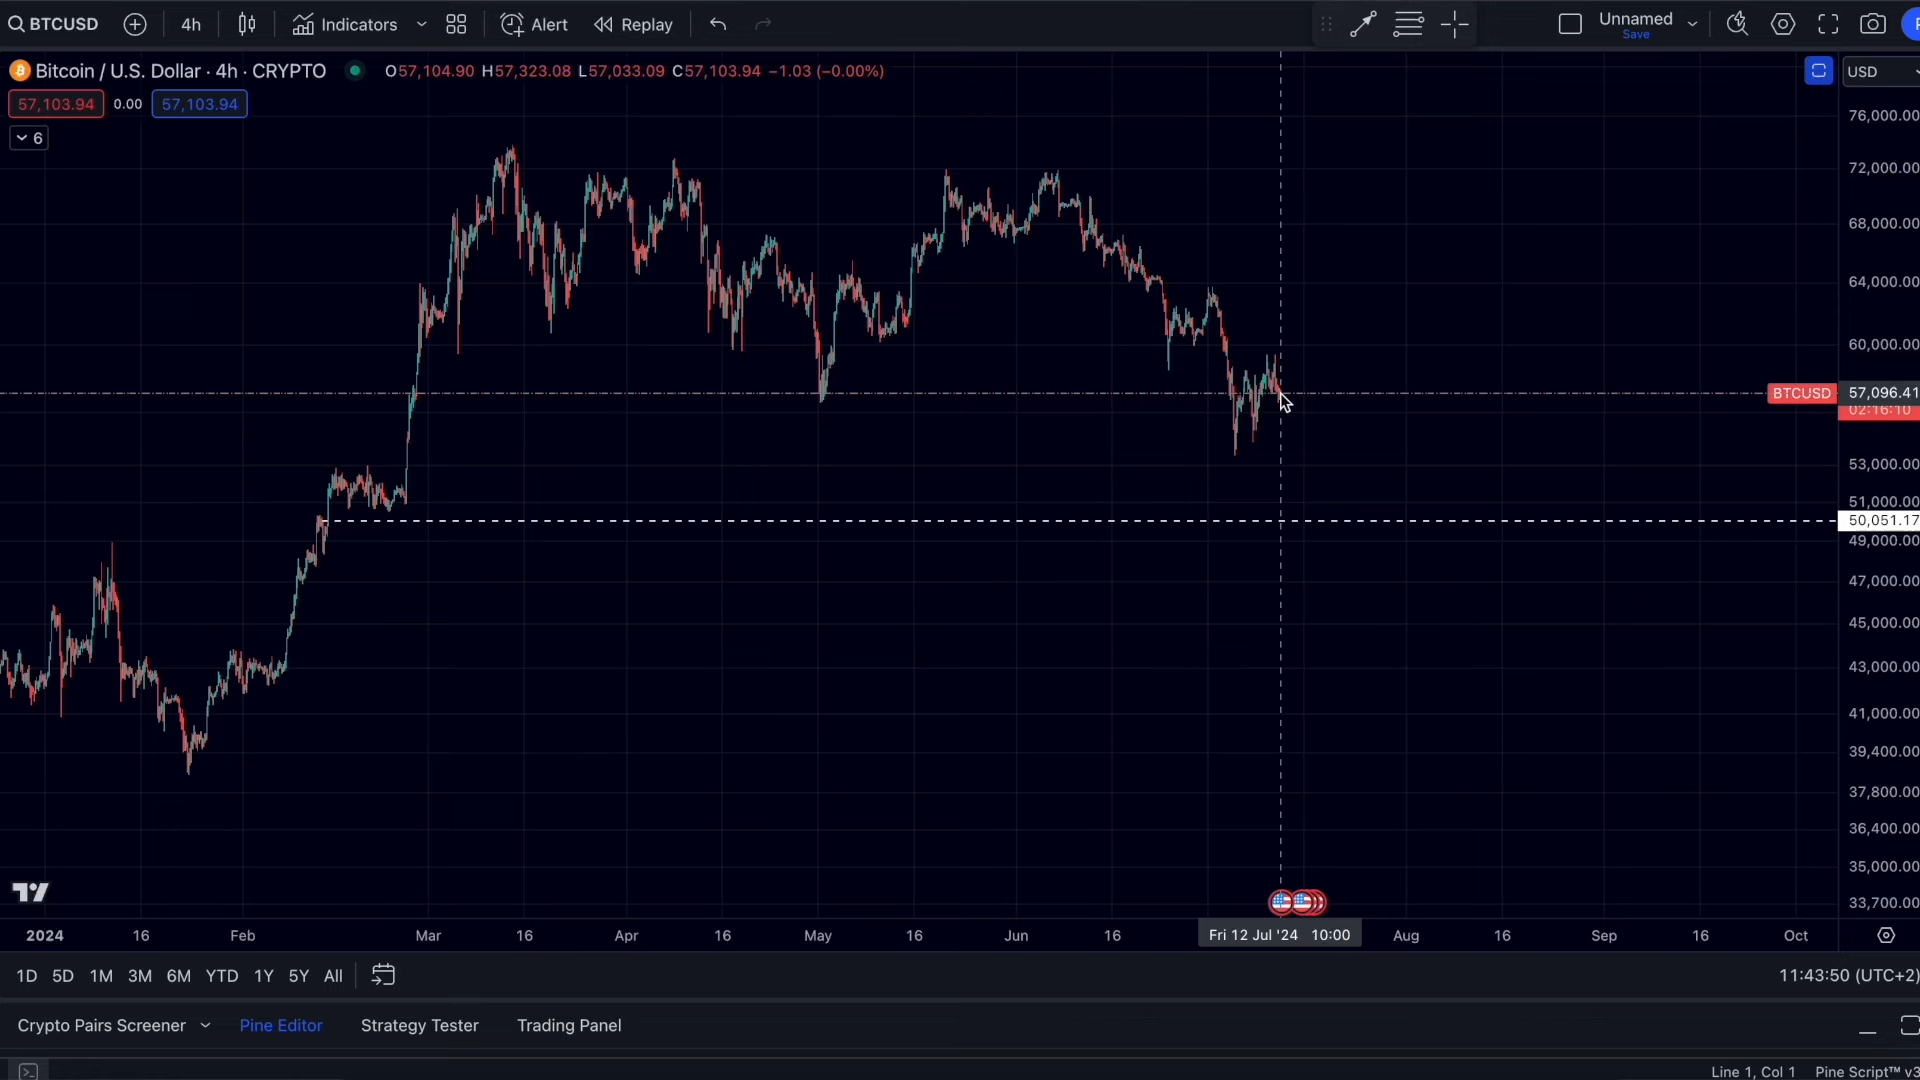 BTCUSD 4h Indicators Alert Replay Unnamed
Save
Bitcoin / U.S. Dollar · 4h · CRYPTO O57,104.90 H57,323.08 L57,033.09 C57,103.94 −1.03 (−0.00%) USD
57,103.94 0.00 57,103.94
6
76,000.00
72,000.00
68,000.00
64,000.00
60,000.00
BTCUSD 57,096.41
02:16:10
53,000.00
51,000.00
50,051.17
49,000.00
47,000.00
45,000.00
43,000.00
41,000.00
39,400.00
37,800.00
36,400.00
35,000.00
33,700.00
2024 16 Feb Mar 16 Apr 16 May 16 Jun 16 Fri 12 Jul '24 10:00 Aug 16 Sep 16 Oct
1D 5D 1M 3M 6M YTD 1Y 5Y All 11:43:50 (UTC+2)
Crypto Pairs Screener Pine Editor Strategy Tester Trading Panel
Line 1, Col 1 Pine Script™ v3